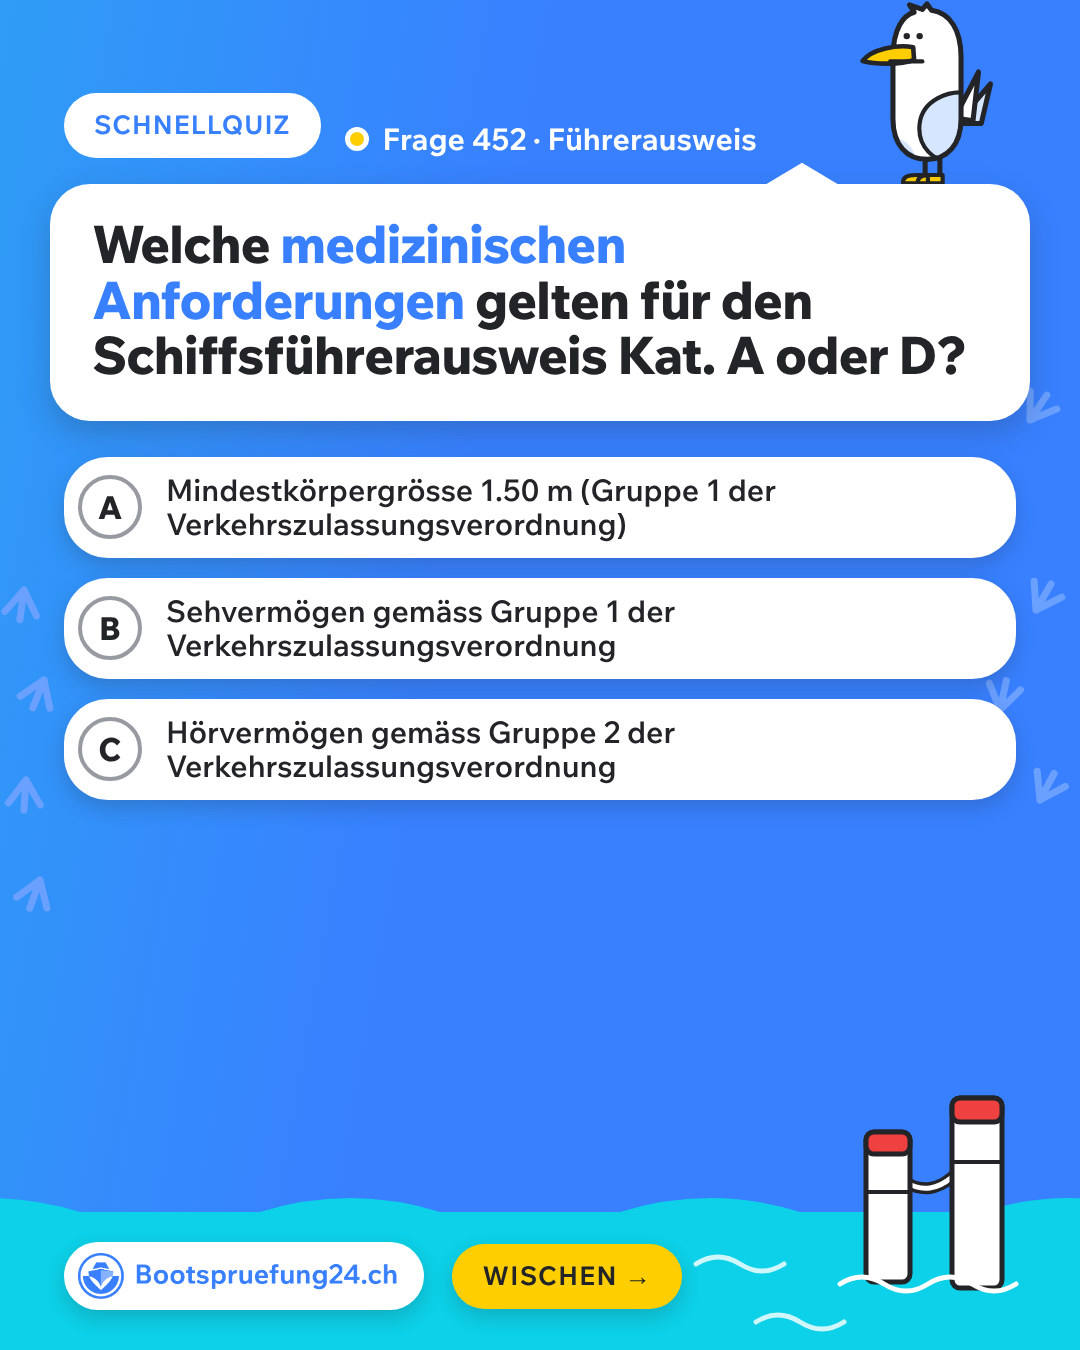 SCHNELLQUIZ
Frage 452 · Führerausweis
Welche medizinischen
Anforderungen gelten für den
Schiffsführerausweis Kat. A oder D?
A
Mindestkörpergrösse 1.50 m (Gruppe 1 der
Verkehrszulassungsverordnung)
B
Sehvermögen gemäss Gruppe 1 der
Verkehrszulassungsverordnung
C
Hörvermögen gemäss Gruppe 2 der
Verkehrszulassungsverordnung
Bootspruefung24.ch
WISCHEN →